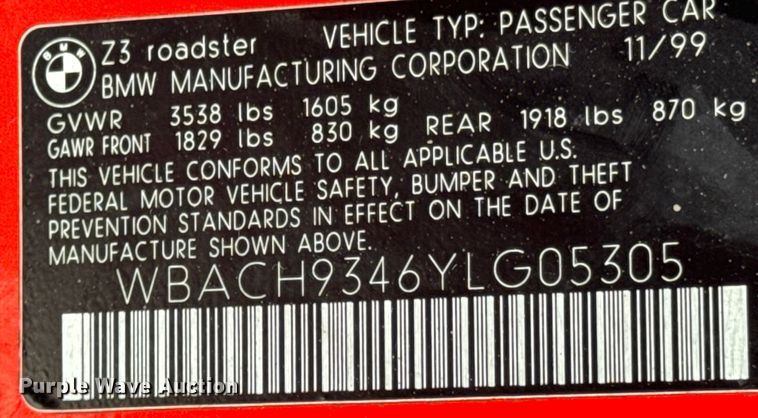 BMW
Z3 roadster VEHICLE TYP: PASSENGER CAR
BMW MANUFACTURING CORPORATION 11/99
GVWR 3538 lbs 1605 kg
GAWR FRONT 1829 lbs 830 kg REAR 1918 lbs 870 kg
THIS VEHICLE CONFORMS TO ALL APPLICABLE U.S.
FEDERAL MOTOR VEHICLE SAFETY, BUMPER AND THEFT
PREVENTION STANDARDS IN EFFECT ON THE DATE OF
MANUFACTURE SHOWN ABOVE.
WBACH9346YLG05305
Purple Wave Auction